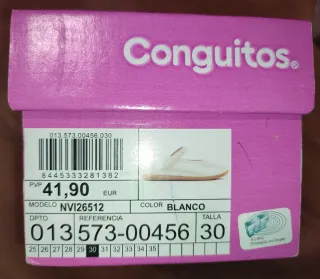 Conguitos®
013.573.00456.030
8445333281382
PVP 41,90 EUR
MODELO NVI26512 COLOR BLANCO
DPTO REFERENCIA TALLA
013 573-00456 30
25 26 27 28 29 30 31 32 33 34 35